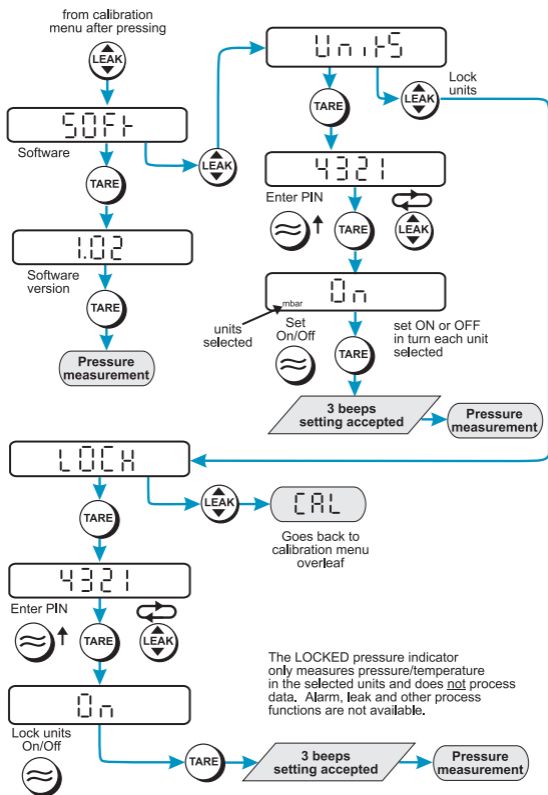 from calibration
menu after pressing
LEAK
SOFt
Software
LEAK
TARE
1.02
Software
version
TARE
Pressure
measurement
UnitS
TARE
LEAK
Lock
units
4321
Enter PIN
TARE
LEAK
On
mbar
units
selected
Set
On/Off
TARE
set ON or OFF
in turn each unit
selected
3 beeps
setting accepted
Pressure
measurement
LOCK
TARE
LEAK
CAL
Goes back to
calibration menu
overleaf
4321
Enter PIN
TARE
LEAK
The LOCKED pressure indicator
only measures pressure/temperature
in the selected units and does not process
data. Alarm, leak and other process
functions are not available.
On
Lock units
On/Off
TARE
3 beeps
setting accepted
Pressure
measurement